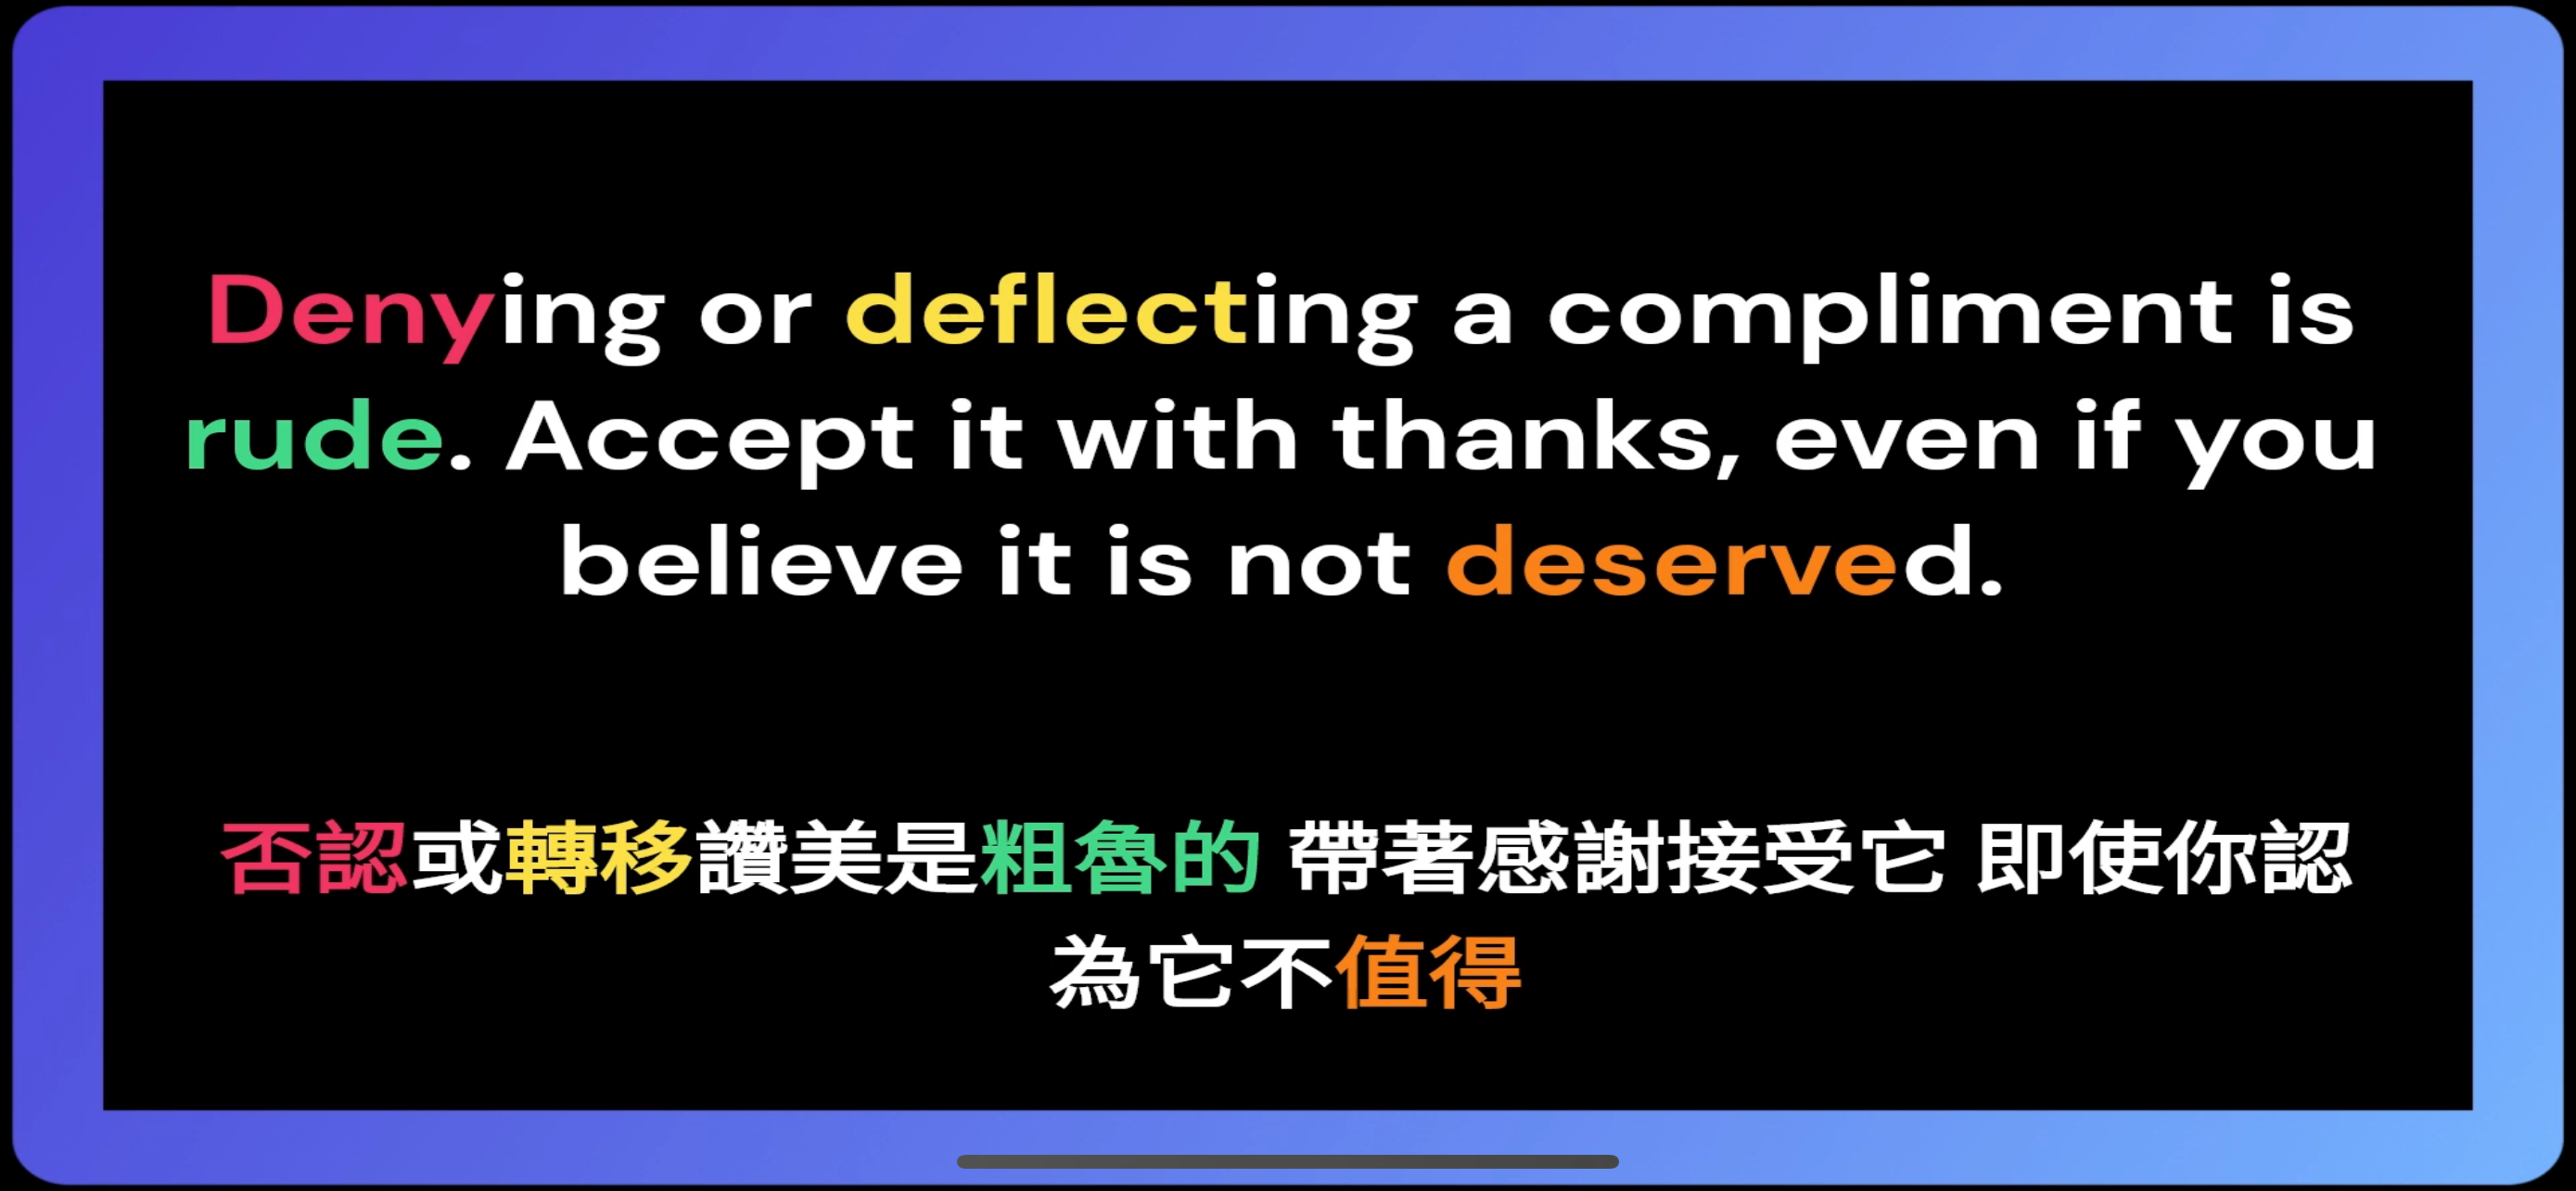 Denying or deflecting a compliment is
rude. Accept it with thanks, even if you
believe it is not deserved.
否認或轉移讚美是粗魯的 帶著感謝接受它 即使你認
為它不值得